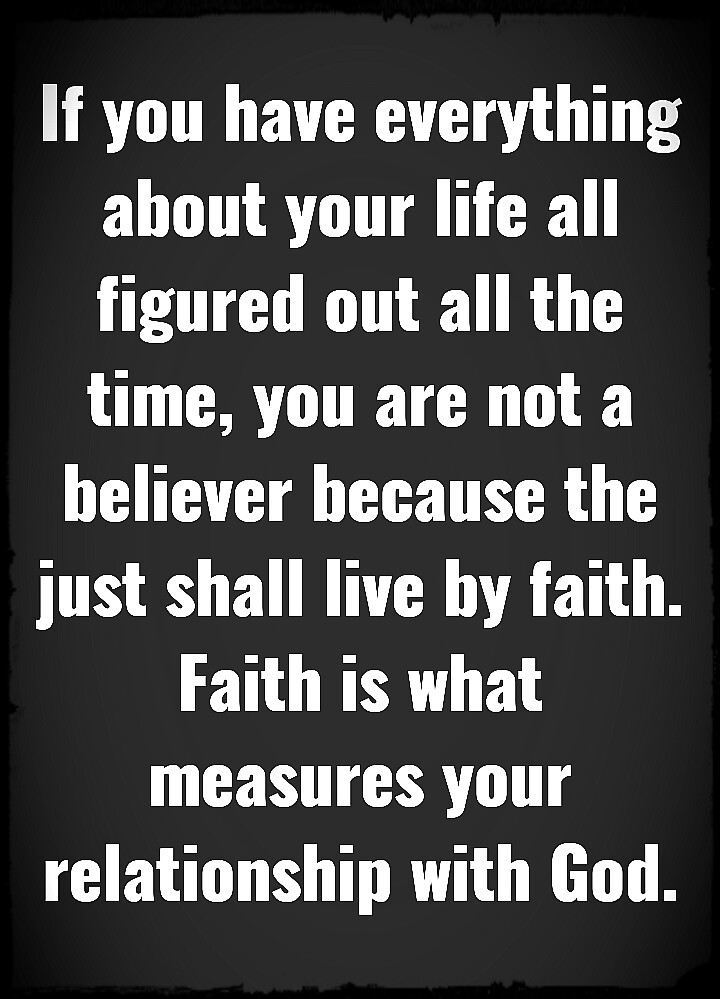 If you have everything
about your life all
figured out all the
time, you are not a
believer because the
just shall live by faith.
Faith is what
measures your
relationship with God.